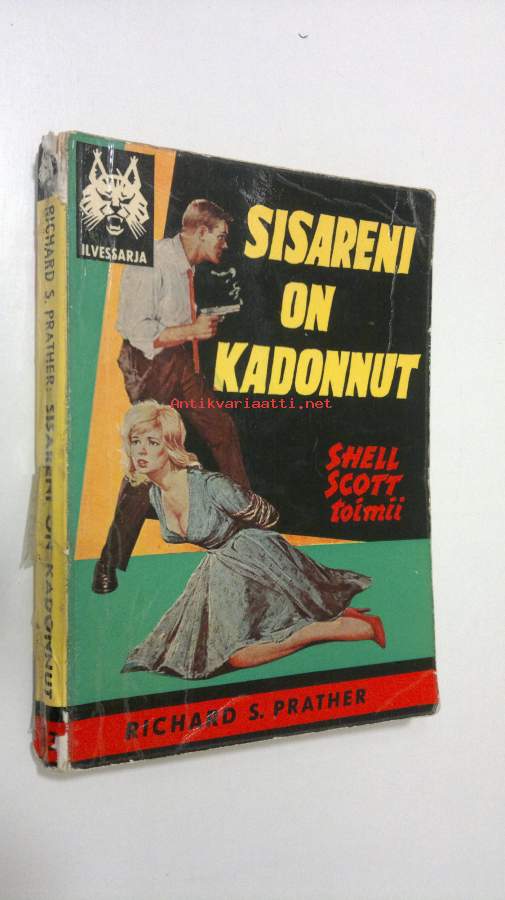 ILVESSARJA
SISARENI
ON
KADONNUT
SHELL
SCOTT
toimii
RICHARD S. PRATHER
RICHARD S. PRATHER: SISARENI ON KADONNUT
Antikvariaatti.net